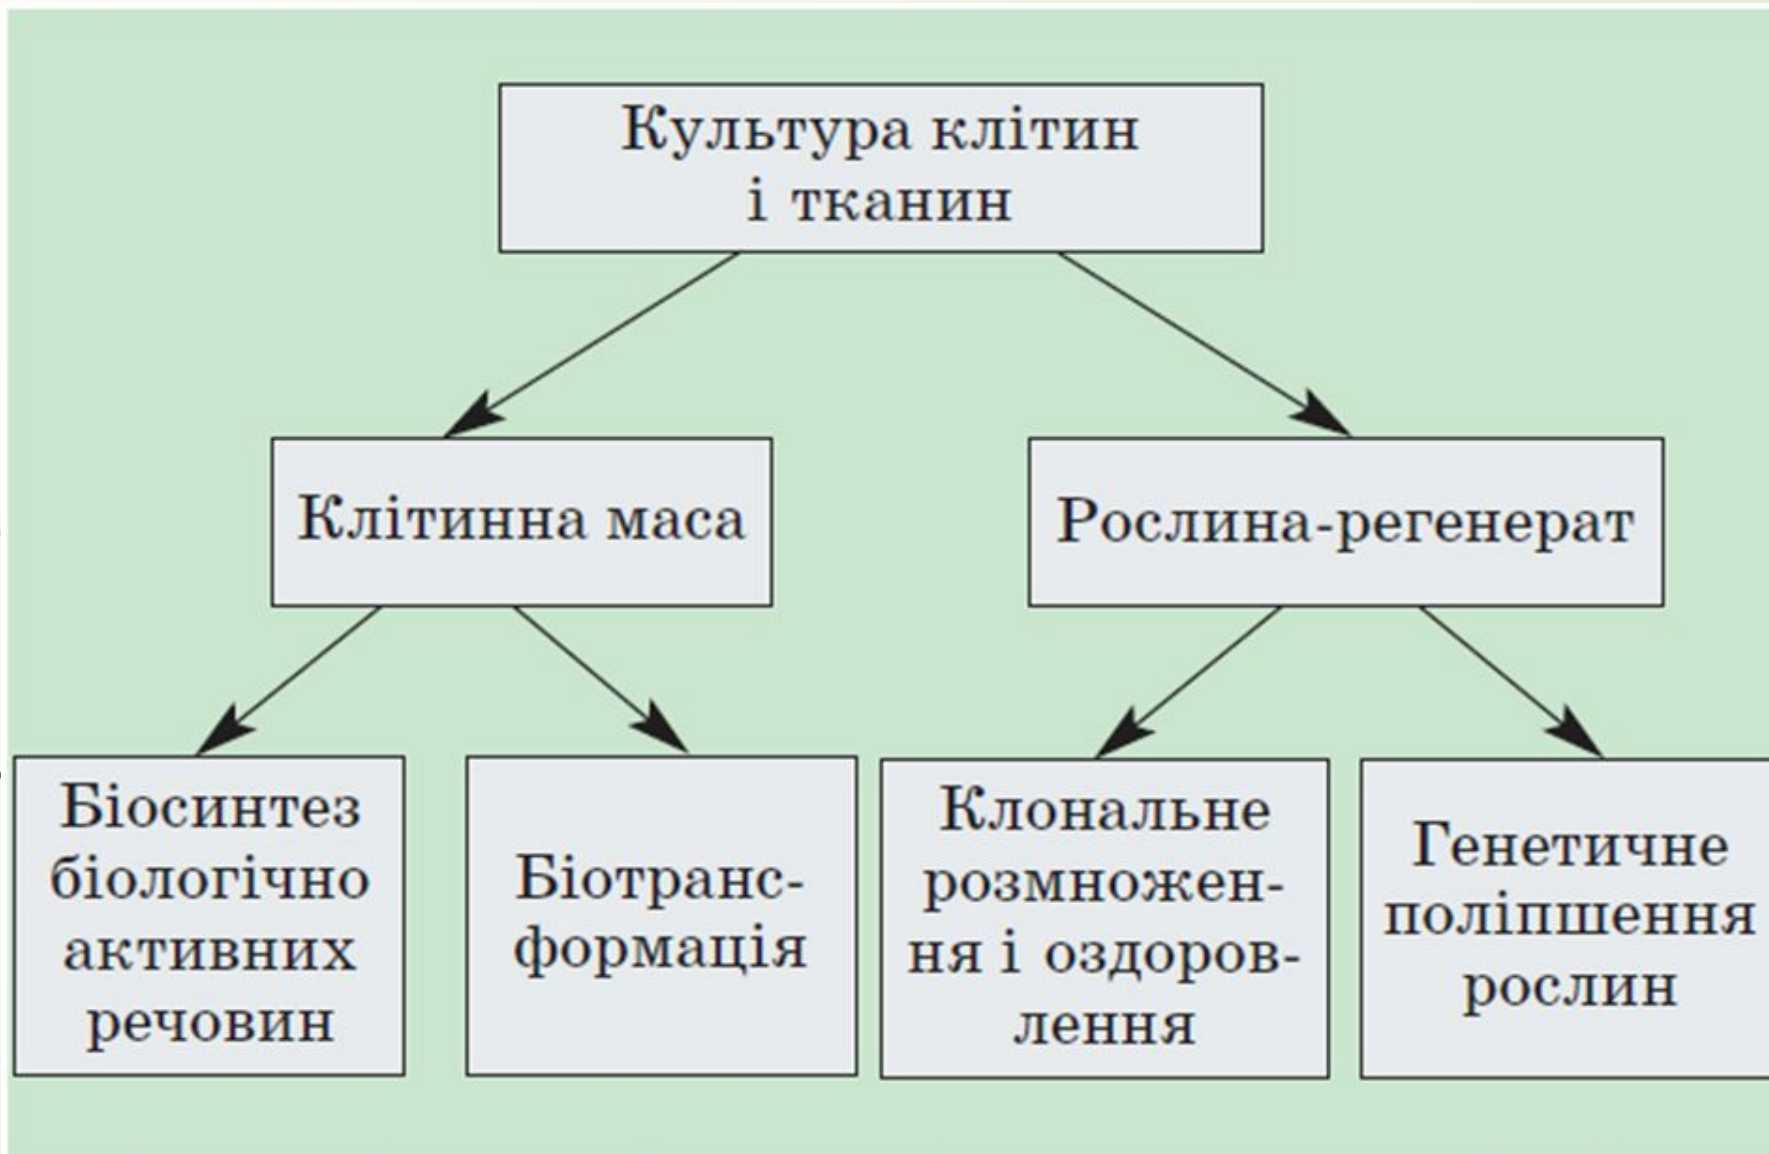 Культура клітин
і тканин
Клітинна маса
Рослина-регенерат
Біосинтез
біологічно
активних
речовин
Біотранс-
формація
Клональне
розмножен-
ня і оздоров-
лення
Генетичне
поліпшення
рослин